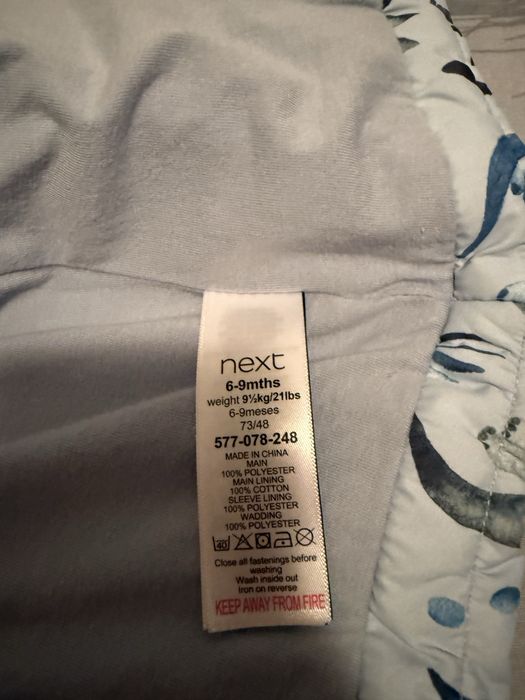 next
6-9mths
weight 9½kg/21lbs
6-9meses
73/48
577-078-248
MADE IN CHINA
MAIN
100% POLYESTER
MAIN LINING
100% COTTON
SLEEVE LINING
100% POLYESTER
WADDING
100% POLYESTER
40
Close all fastenings before
washing
Wash inside out
Iron on reverse
KEEP AWAY FROM FIRE